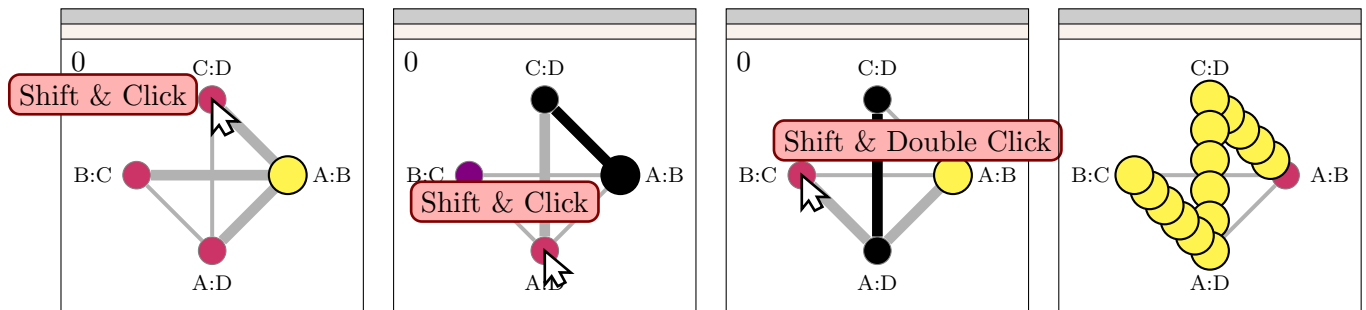 0
C:D
Shift & Click
B:C
A:B
A:D
0
C:D
B:C
A:B
Shift & Click
A:D
0
C:D
Shift & Double Click
B:C
A:B
A:D
C:D
B:C
A:B
A:D